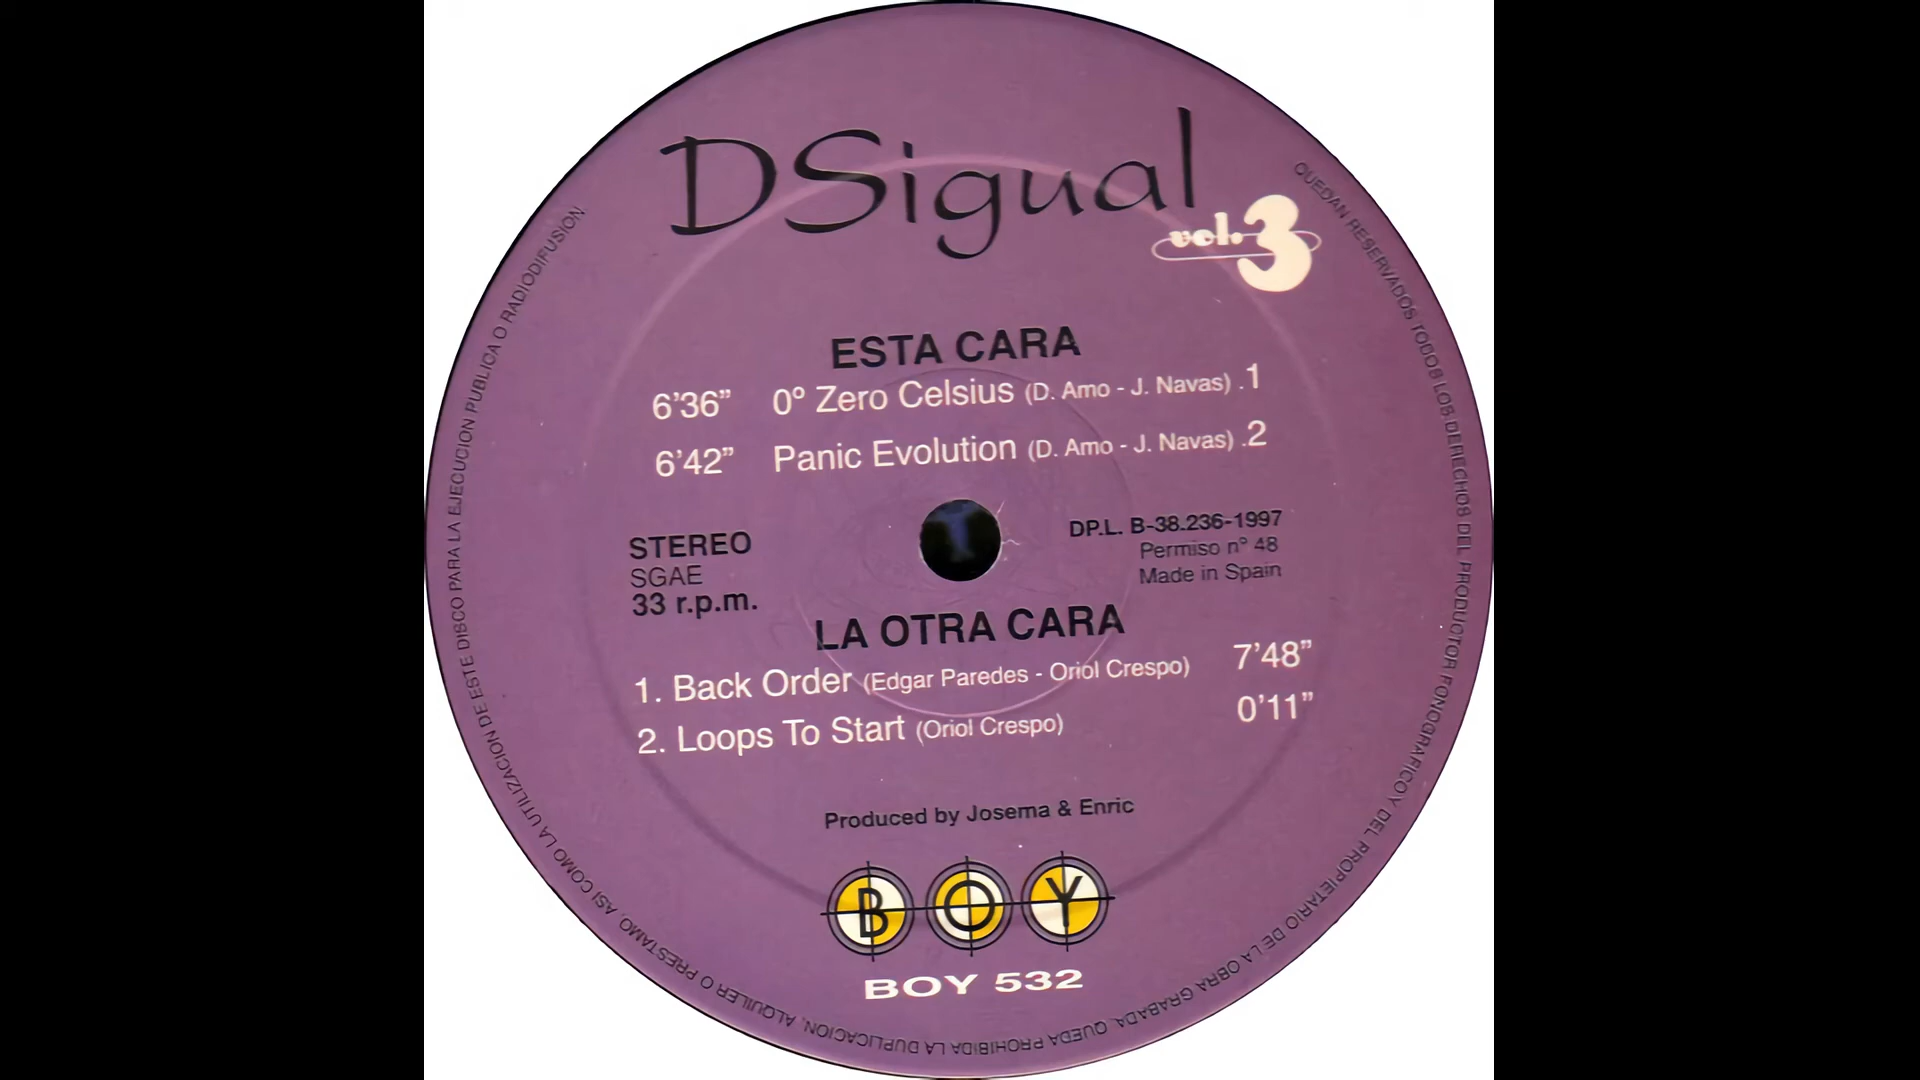 DSigual
vol.3
ESTA CARA
6'36” 0º Zero Celsius (D. Amo - J. Navas) .1
6'42” Panic Evolution (D. Amo - J. Navas) .2
STEREO
SGAE
33 r.p.m.
DP.L. B-38.236-1997
Permiso nº 48
Made in Spain
LA OTRA CARA
1. Back Order (Edgar Paredes - Oriol Crespo) 7'48”
2. Loops To Start (Oriol Crespo) 0'11”
Produced by Josema & Enric
BOY
BOY 532
QUEDAN RESERVADOS TODOS LOS DERECHOS DEL PRODUCTOR FONOGRAFICO Y DEL PROPIETARIO DE LA OBRA GRABADA, QUEDA PROHIBIDA LA DUPLICACION, ALQUILER O PRESTAMO, ASI COMO LA UTILIZACION DE ESTE DISCO PARA LA EJECUCION PUBLICA O RADIODIFUSION